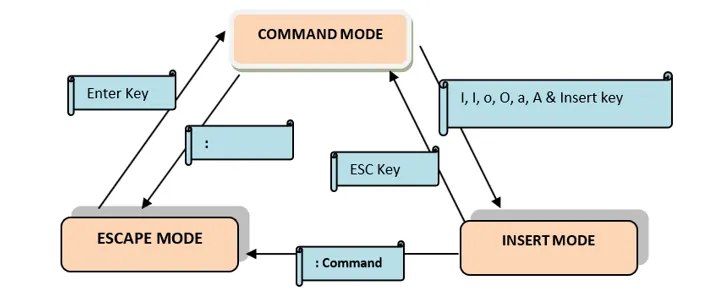 COMMAND MODE
Enter Key
I, I, o, O, a, A & Insert key
:
ESC Key
ESCAPE MODE
INSERT MODE
: Command